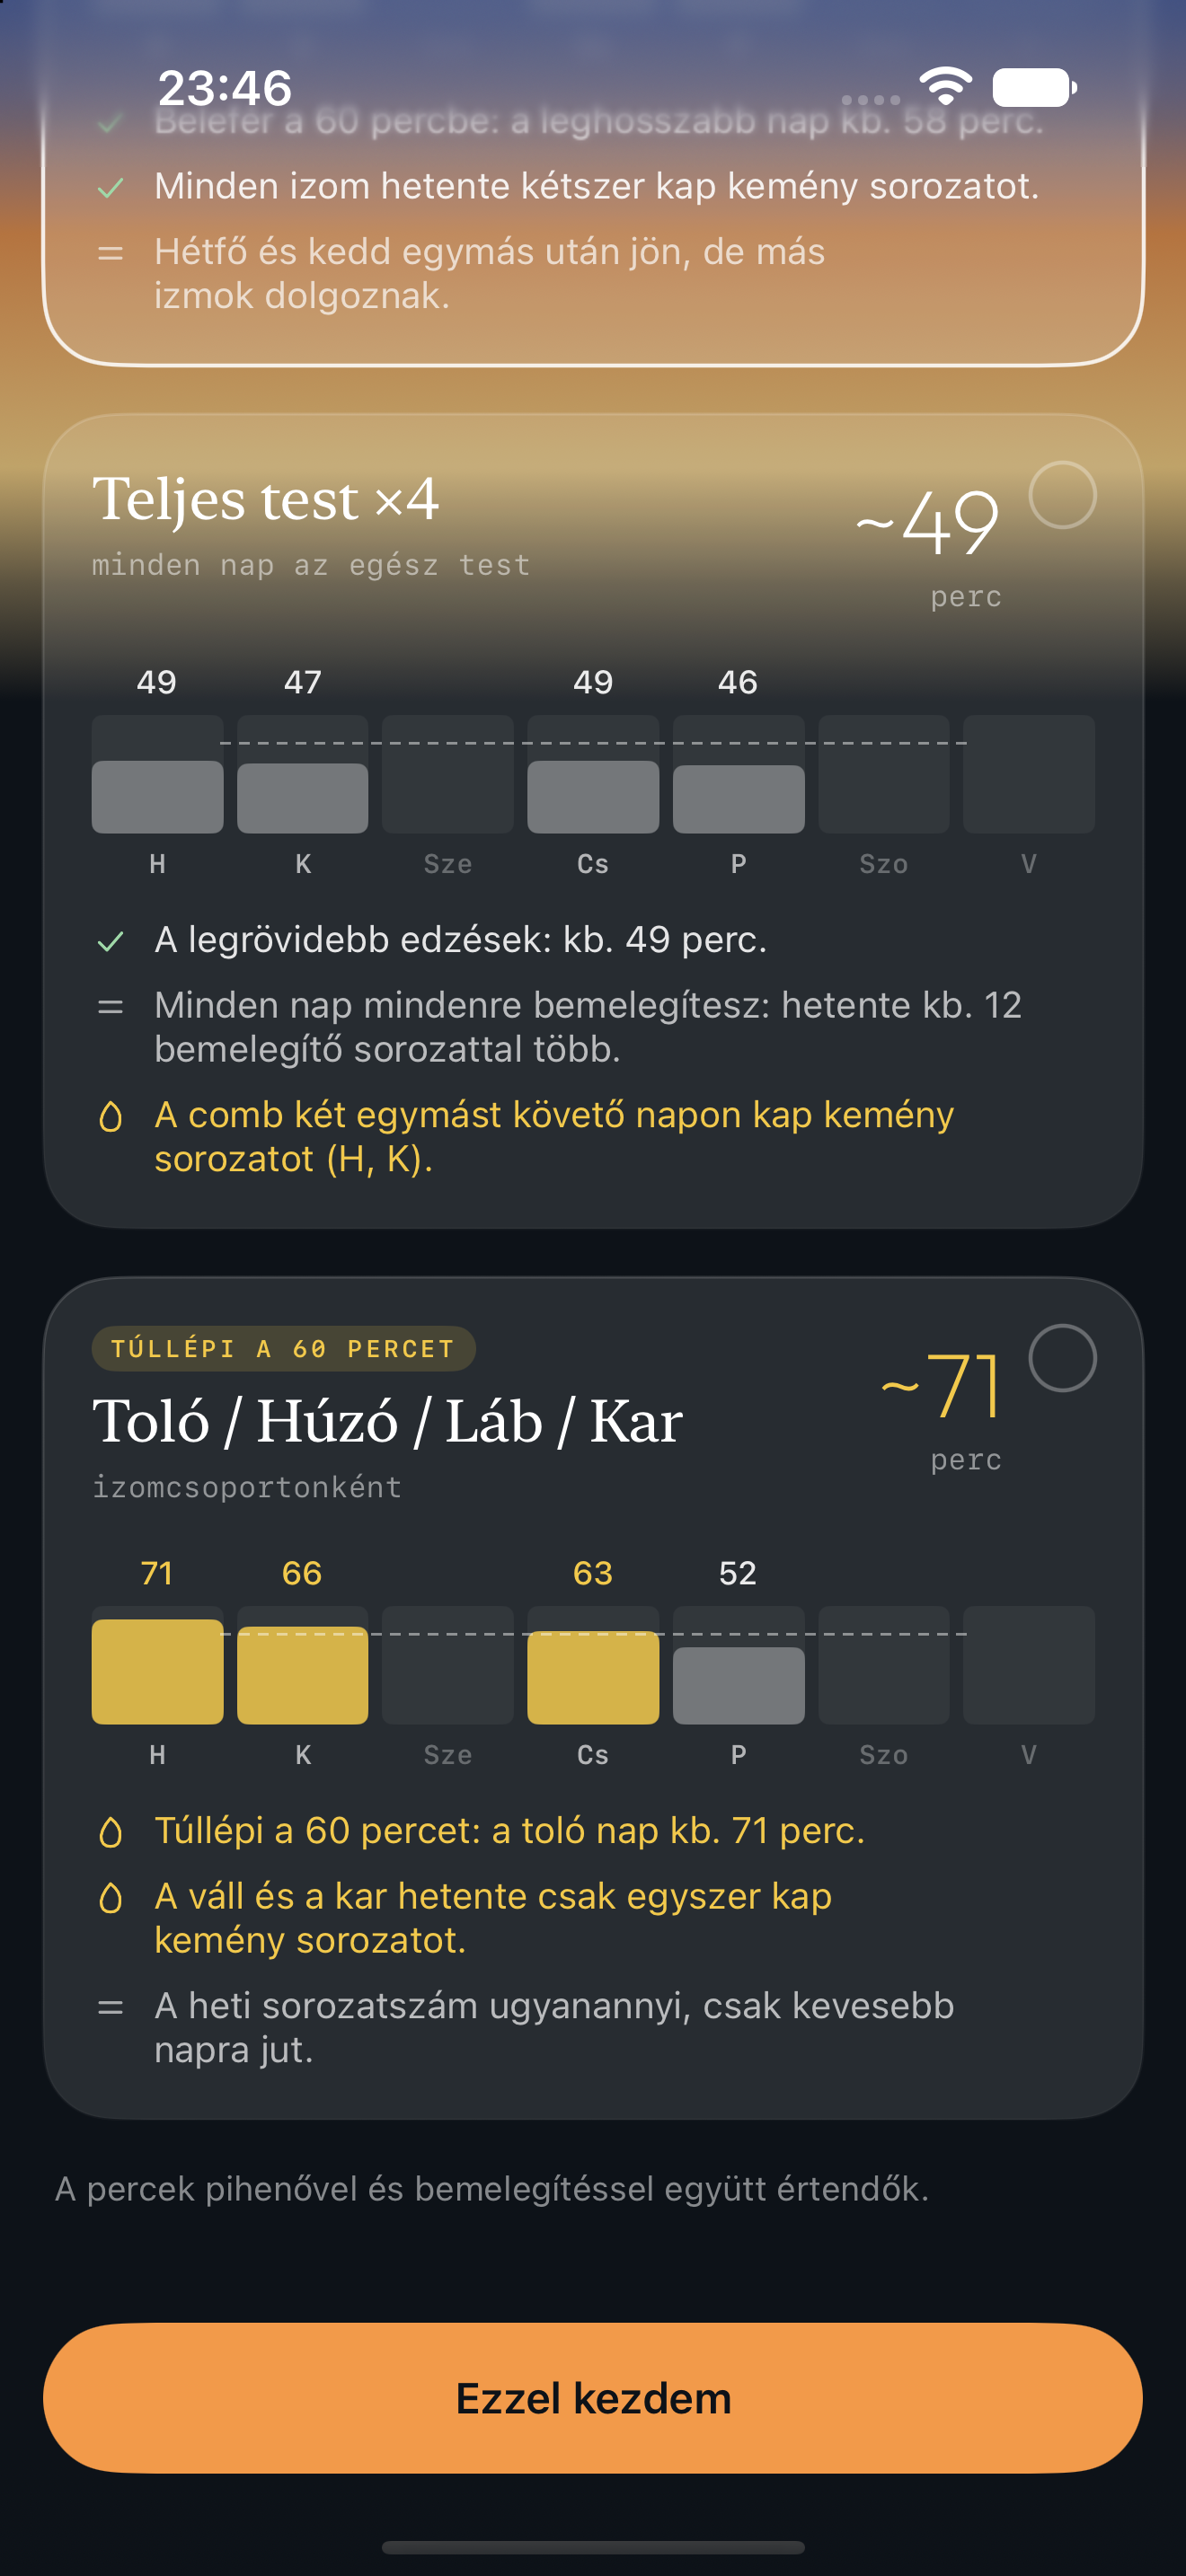 23:46
Belefér a 60 percbe: a leghosszabb nap kb. 58 perc.
Minden izom hetente kétszer kap kemény sorozatot.
Hétfő és kedd egymás után jön, de más
izmok dolgoznak.
Teljes test ×4
minden nap az egész test
~49
perc
49 47 49 46
H K Sze Cs P Szo V
A legrövidebb edzések: kb. 49 perc.
Minden nap mindenre bemelegítesz: hetente kb. 12
bemelegítő sorozattal több.
A comb két egymást követő napon kap kemény
sorozatot (H, K).
TÚLLÉPI A 60 PERCET
Toló / Húzó / Láb / Kar
izomcsoportonként
~71
perc
71 66 63 52
H K Sze Cs P Szo V
Túllépi a 60 percet: a toló nap kb. 71 perc.
A váll és a kar hetente csak egyszer kap
kemény sorozatot.
A heti sorozatszám ugyanannyi, csak kevesebb
napra jut.
A percek pihenővel és bemelegítéssel együtt értendők.
Ezzel kezdem